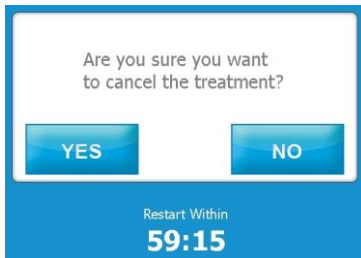 Are you sure you want
to cancel the treatment?
YES NO
Restart Within
59:15